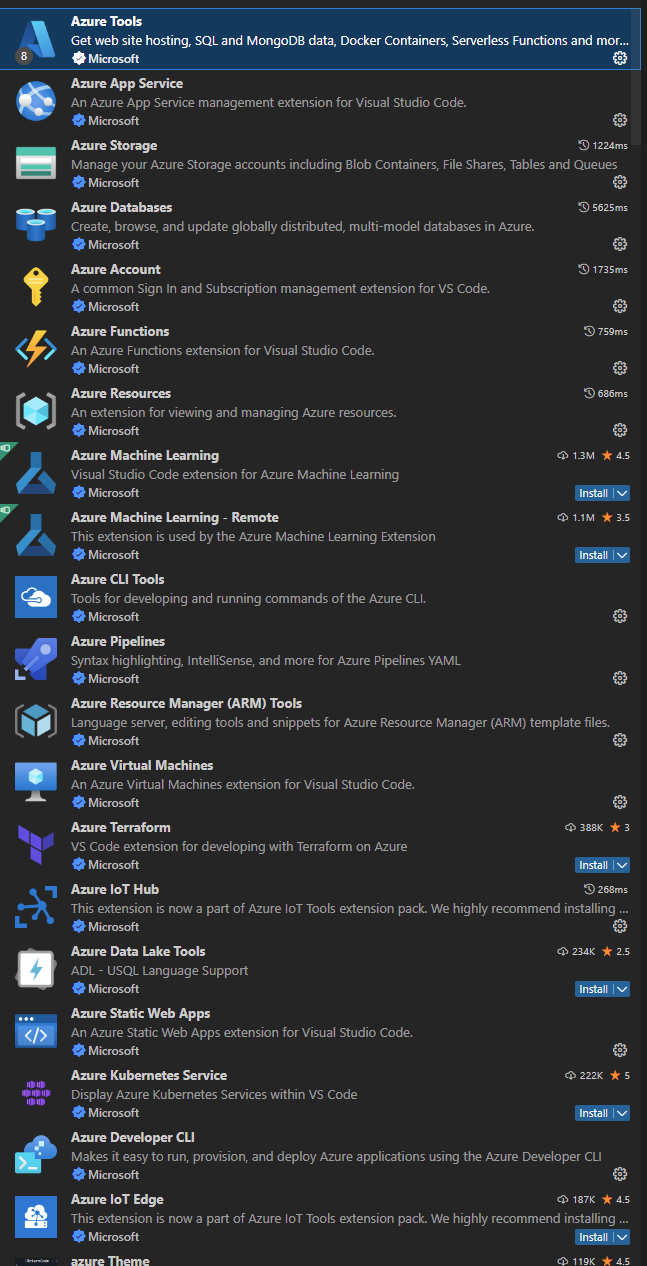 Azure Tools
Get web site hosting, SQL and MongoDB data, Docker Containers, Serverless Functions and mor...
8
Microsoft
Azure App Service
An Azure App Service management extension for Visual Studio Code.
Microsoft
Azure Storage 1224ms
Manage your Azure Storage accounts including Blob Containers, File Shares, Tables and Queues
Microsoft
Azure Databases 5625ms
Create, browse, and update globally distributed, multi-model databases in Azure.
Microsoft
Azure Account 1735ms
A common Sign In and Subscription management extension for VS Code.
Microsoft
Azure Functions 759ms
An Azure Functions extension for Visual Studio Code.
Microsoft
Azure Resources 686ms
An extension for viewing and managing Azure resources.
Microsoft
Azure Machine Learning 1.3M ★ 4.5
Visual Studio Code extension for Azure Machine Learning
Microsoft Install
Azure Machine Learning - Remote 1.1M ★ 3.5
This extension is used by the Azure Machine Learning Extension
Microsoft Install
Azure CLI Tools
Tools for developing and running commands of the Azure CLI.
Microsoft
Azure Pipelines
Syntax highlighting, IntelliSense, and more for Azure Pipelines YAML
Microsoft
Azure Resource Manager (ARM) Tools
Language server, editing tools and snippets for Azure Resource Manager (ARM) template files.
Microsoft
Azure Virtual Machines
An Azure Virtual Machines extension for Visual Studio Code.
Microsoft
Azure Terraform 388K ★ 3
VS Code extension for developing with Terraform on Azure
Microsoft Install
Azure IoT Hub 268ms
This extension is now a part of Azure IoT Tools extension pack. We highly recommend installing ...
Microsoft
Azure Data Lake Tools 234K ★ 2.5
ADL - USQL Language Support
Microsoft Install
Azure Static Web Apps
An Azure Static Web Apps extension for Visual Studio Code.
Microsoft
Azure Kubernetes Service 222K ★ 5
Display Azure Kubernetes Services within VS Code
Microsoft Install
Azure Developer CLI
Makes it easy to run, provision, and deploy Azure applications using the Azure Developer CLI
Microsoft
Azure IoT Edge 187K ★ 4.5
This extension is now a part of Azure IoT Tools extension pack. We highly recommend installing ...
Microsoft Install
azure Theme 119K ★ 4.5